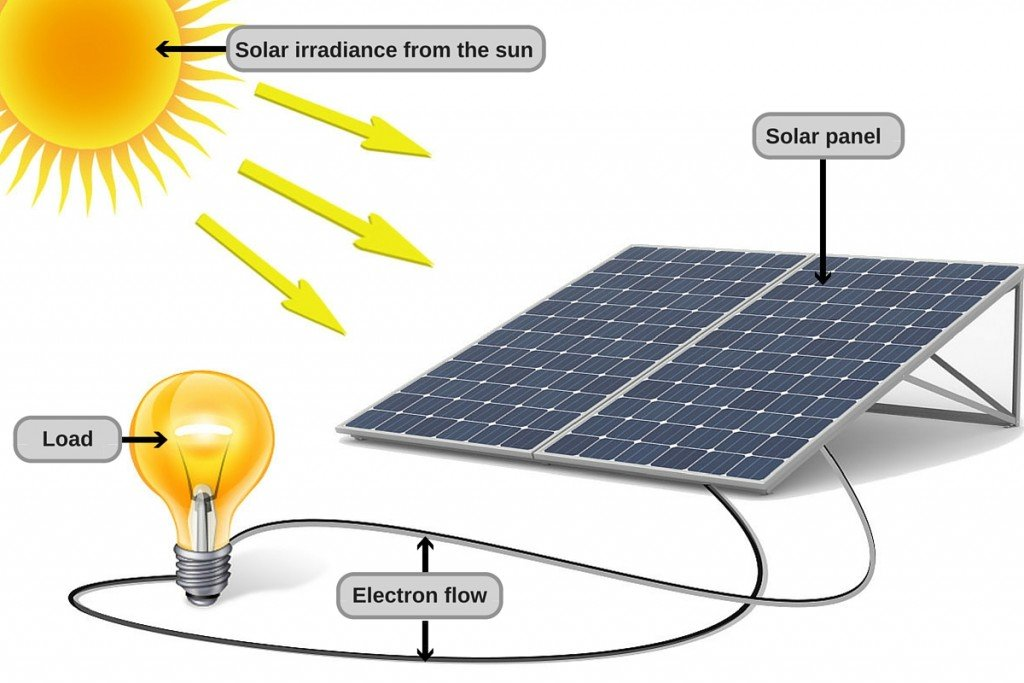 Solar irradiance from the sun
Solar panel
Load
Electron flow